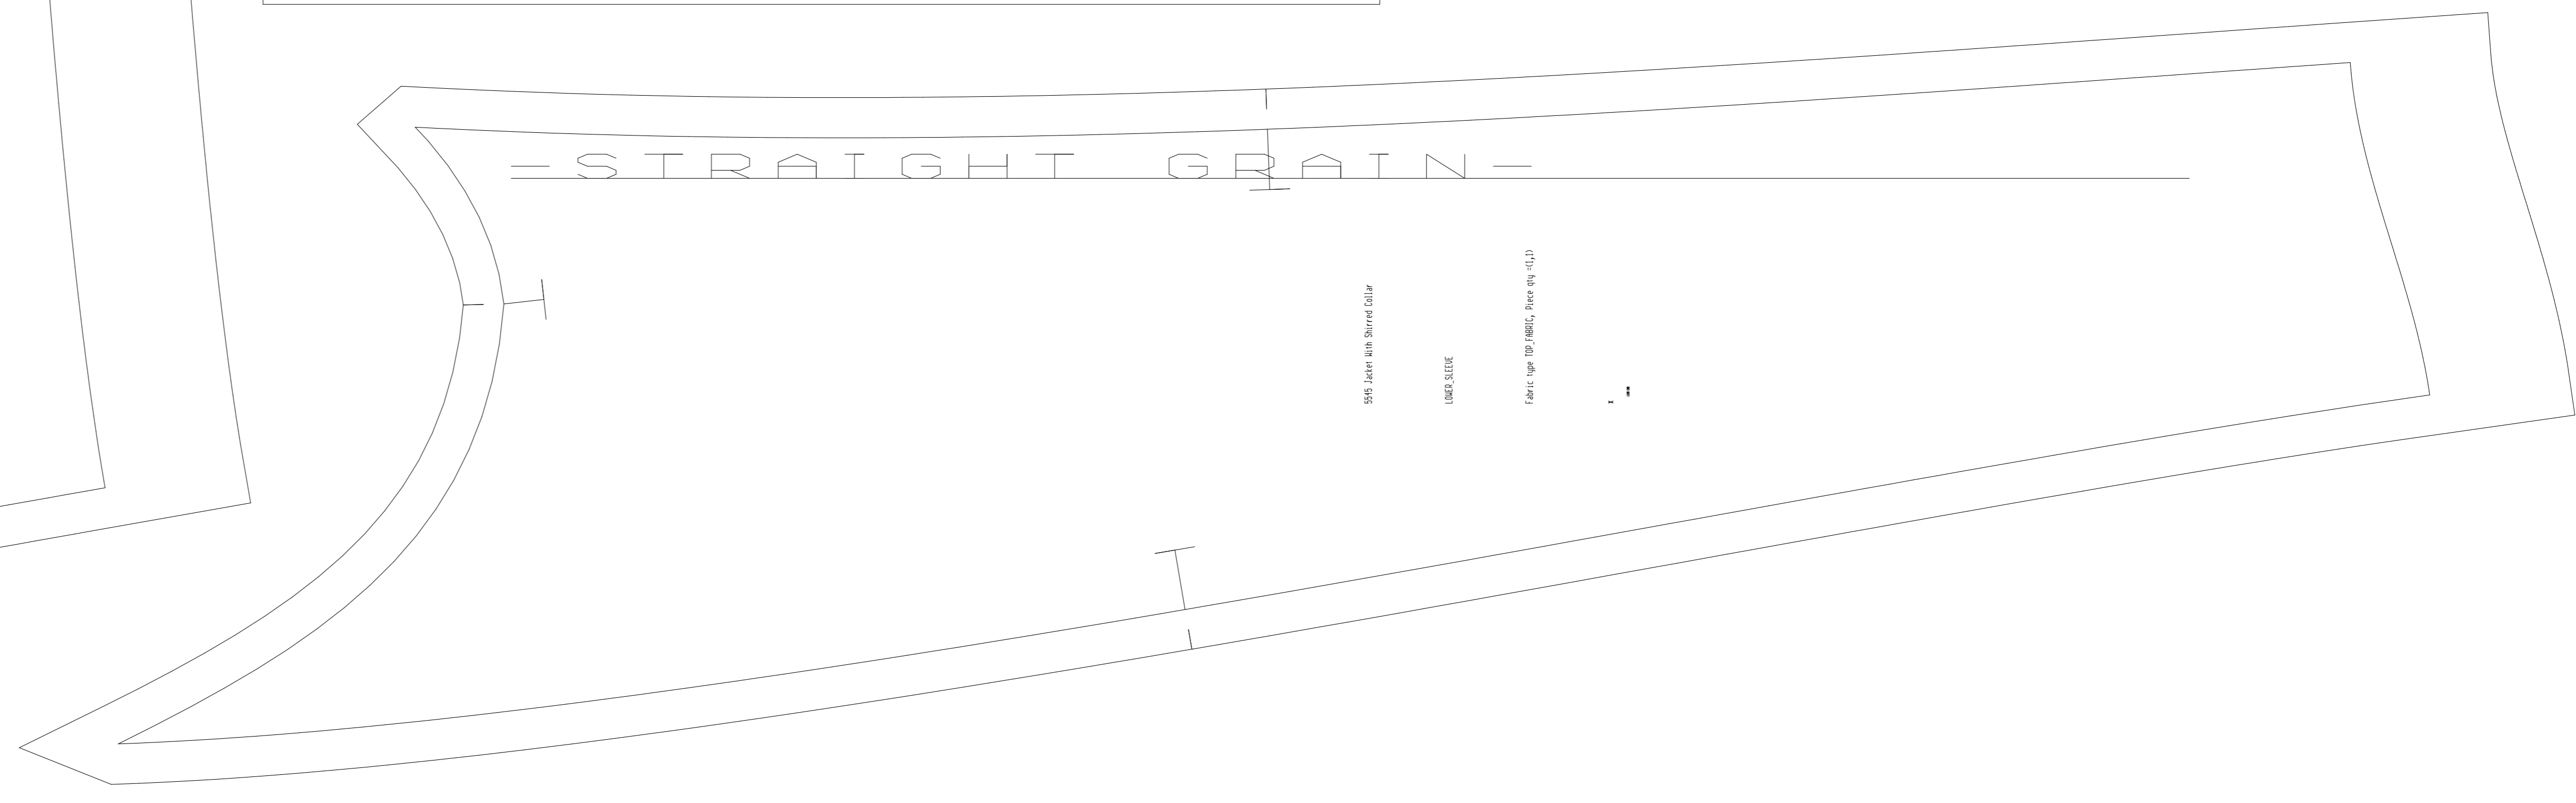 -STRAIGHT GRAIN-
5545 Jacket With Shirred Collar
LOWER_SLEEVE
Fabric type TOP_FABRIC, Piece qty =(1,1)